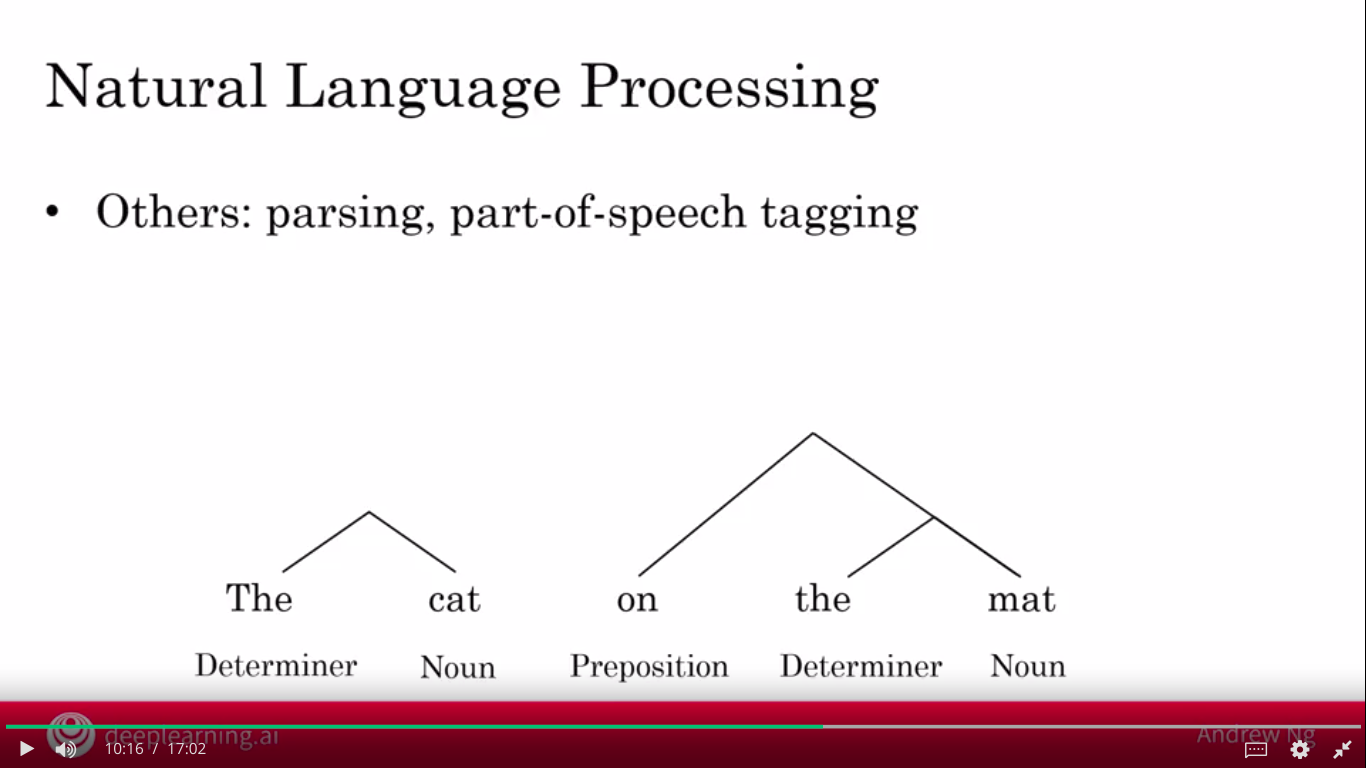 Natural Language Processing
• Others: parsing, part-of-speech tagging
The cat on the mat
Determiner Noun Preposition Determiner Noun
deeplearning.ai Andrew Ng
10:16 / 17:02